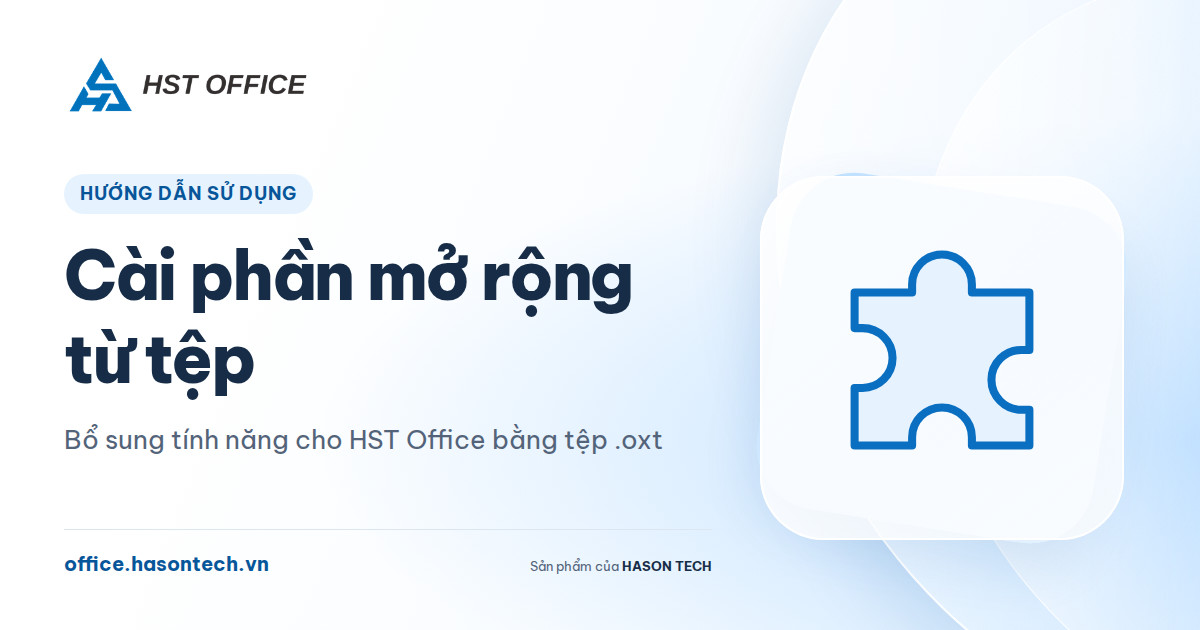 HST OFFICE
HƯỚNG DẪN SỬ DỤNG
Cài phần mở rộng
từ tệp
Bổ sung tính năng cho HST Office bằng tệp .oxt
office.hasontech.vn
Sản phẩm của HASON TECH